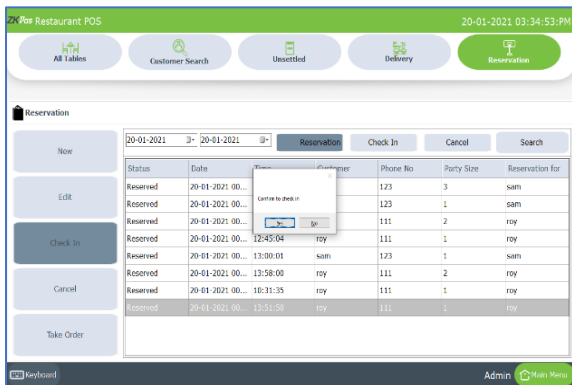 ZKPos Restaurant POS 20-01-2021 03:34:53:PM
All Tables Customer Search Unsettled Delivery Reservation
Reservation
New
Edit
Check In
Cancel
Take Order
20-01-2021 20-01-2021 Reservation Check In Cancel Search
Status Date Time Customer Phone No Party Size Reservation for
Reserved 20-01-2021 00... 123 3 sam
Reserved 20-01-2021 00... 123 1 sam
Reserved 20-01-2021 00... 111 2 roy
Reserved 20-01-2021 00... 12:45:04 roy 111 1 roy
Reserved 20-01-2021 00... 13:00:01 sam 123 1 sam
Reserved 20-01-2021 00... 13:58:00 roy 111 2 roy
Reserved 20-01-2021 00... 10:31:35 roy 111 1 roy
Reserved 20-01-2021 00... 13:51:58 roy 111 1 roy
Confirm to check in
Yes No
Keyboard Admin Main Menu